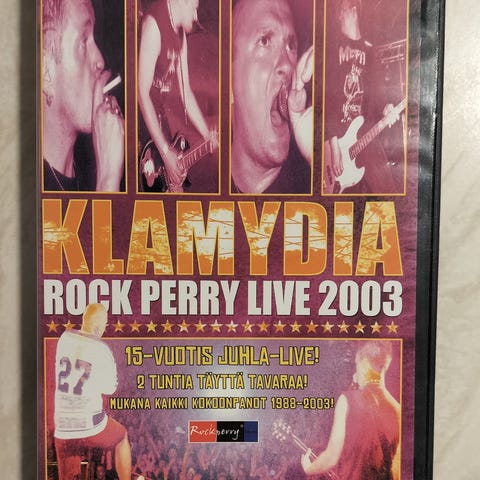 KLAMYDIA
ROCK PERRY LIVE 2003
15-VUOTIS JUHLA-LIVE!
2 TUNTIA TÄYTTÄ TAVARAA!
MUKANA KAIKKI KOKOONPANOT 1988-2003!
27
Rockperry